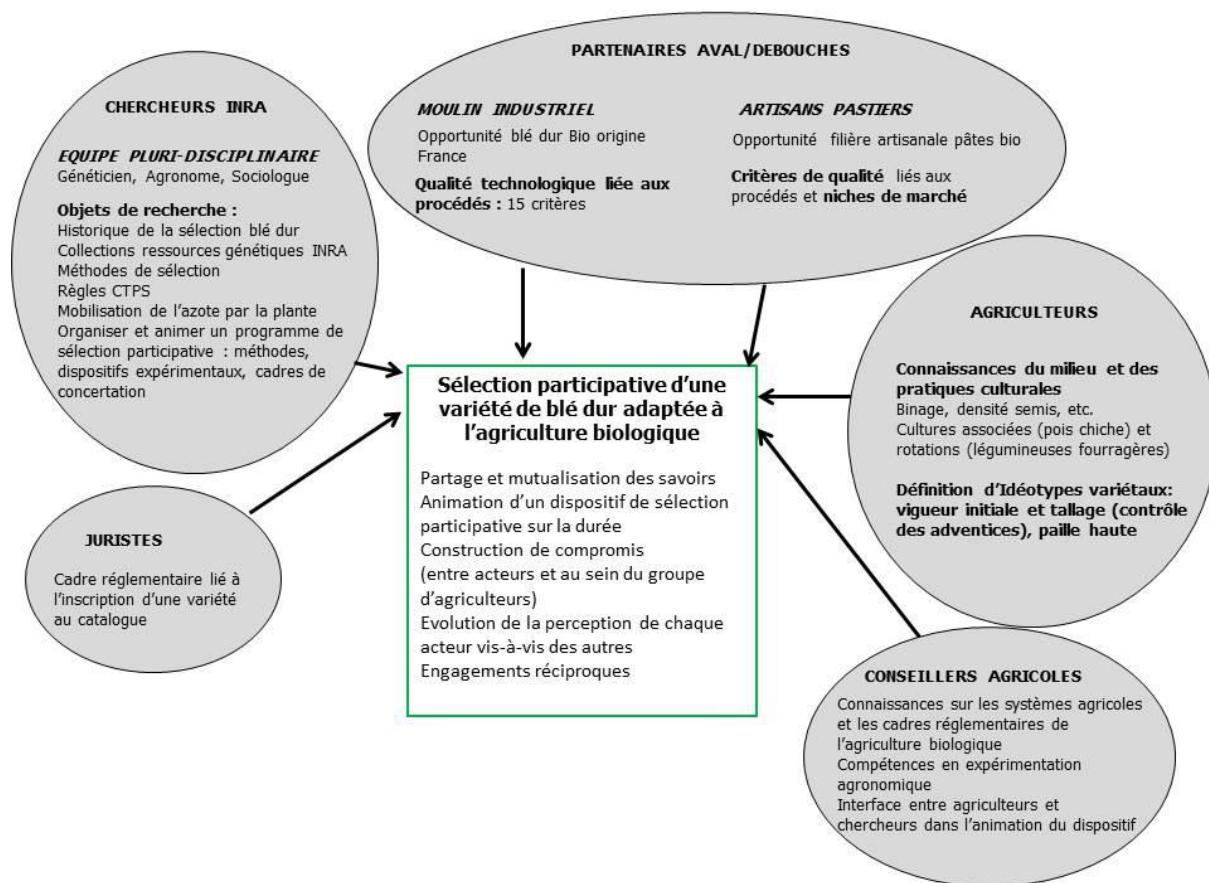 PARTENAIRES AVAL/DEBOUCHES
MOULIN INDUSTRIEL
Opportunité blé dur Bio origine
France
Qualité technologique liée aux
procédés : 15 critères
ARTISANS PASTIERS
Opportunité filière artisanale pâtes bio
Critères de qualité liés aux
procédés et niches de marché
CHERCHEURS INRA
EQUIPE PLURI-DISCIPLINAIRE
Généticien, Agronome, Sociologue
Objets de recherche :
Historique de la sélection blé dur
Collections ressources génétiques INRA
Méthodes de sélection
Règles CTPS
Mobilisation de l'azote par la plante
Organiser et animer un programme de
sélection participative : méthodes,
dispositifs expérimentaux, cadres de
concertation
AGRICULTEURS
Connaissances du milieu et des
pratiques culturales
Binage, densité semis, etc.
Cultures associées (pois chiche) et
rotations (légumineuses fourragères)
Définition d'Idéotypes variétaux:
vigueur initiale et tallage (contrôle
des adventices), paille haute
Sélection participative d'une
variété de blé dur adaptée à
l'agriculture biologique
Partage et mutualisation des savoirs
Animation d'un dispositif de sélection
participative sur la durée
Construction de compromis
(entre acteurs et au sein du groupe
d'agriculteurs)
Evolution de la perception de chaque
acteur vis-à-vis des autres
Engagements réciproques
JURISTES
Cadre réglementaire lié à
l'inscription d'une variété
au catalogue
CONSEILLERS AGRICOLES
Connaissances sur les systèmes agricoles
et les cadres réglementaires de
l'agriculture biologique
Compétences en expérimentation
agronomique
Interface entre agriculteurs et
chercheurs dans l'animation du dispositif